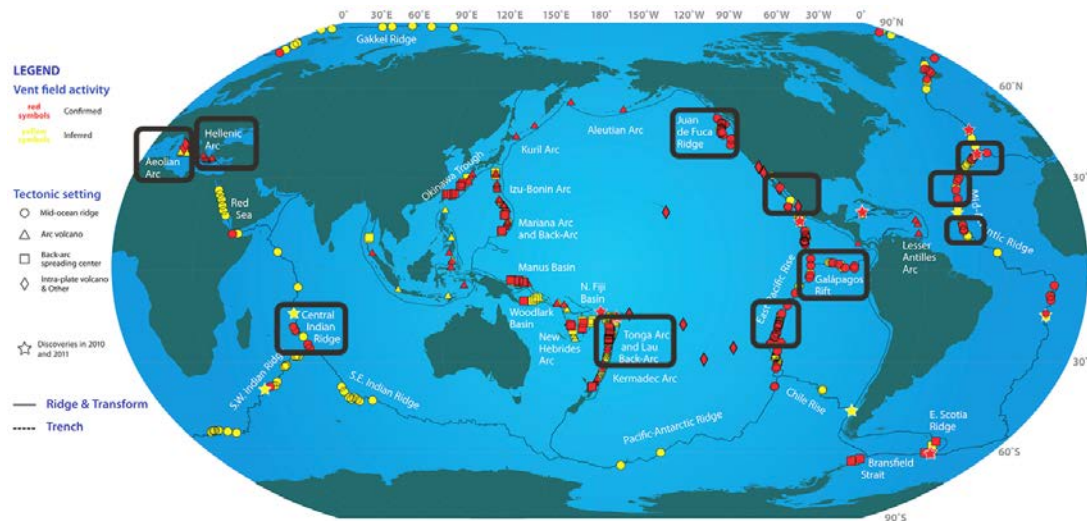 0˚ 30˚E 60˚E 90˚E 120˚E 150˚E 180˚W 150˚W 120˚W 90˚W 60˚W 30˚W 0˚ 90˚N
Gakkel Ridge
LEGEND
Vent field activity
red symbols Confirmed
yellow symbols Inferred
60˚N
Aleutian Arc
Juan
de Fuca
Ridge
Hellenic
Arc
Aeolian
Arc
Kuril Arc
30˚
Okinawa Trough
Tectonic setting
Mid-ocean ridge
Arc volcano
Back-arc
spreading center
Intra-plate volcano
& Other
Discoveries in 2010
and 2011
Ridge & Transform
Trench
Red
Sea
Izu-Bonin Arc
Mariana Arc
and Back-Arc
Mid-Atlantic Ridge
Lesser
Antilles
Arc
Manus Basin
N. Fiji
Basin
East Pacific Rise
Galápagos
Rift
Woodlark
Basin
Central
Indian
Ridge
New
Hebrides
Arc
Tonga Arc
and Lau
Back-Arc
30˚
Kermadec Arc
S.W. Indian Ridg
S.E. Indian Ridge
Chile Rise
Pacific-Antarctic Ridge
E. Scotia
Ridge
60˚S
Bransfield
Strait
90˚S